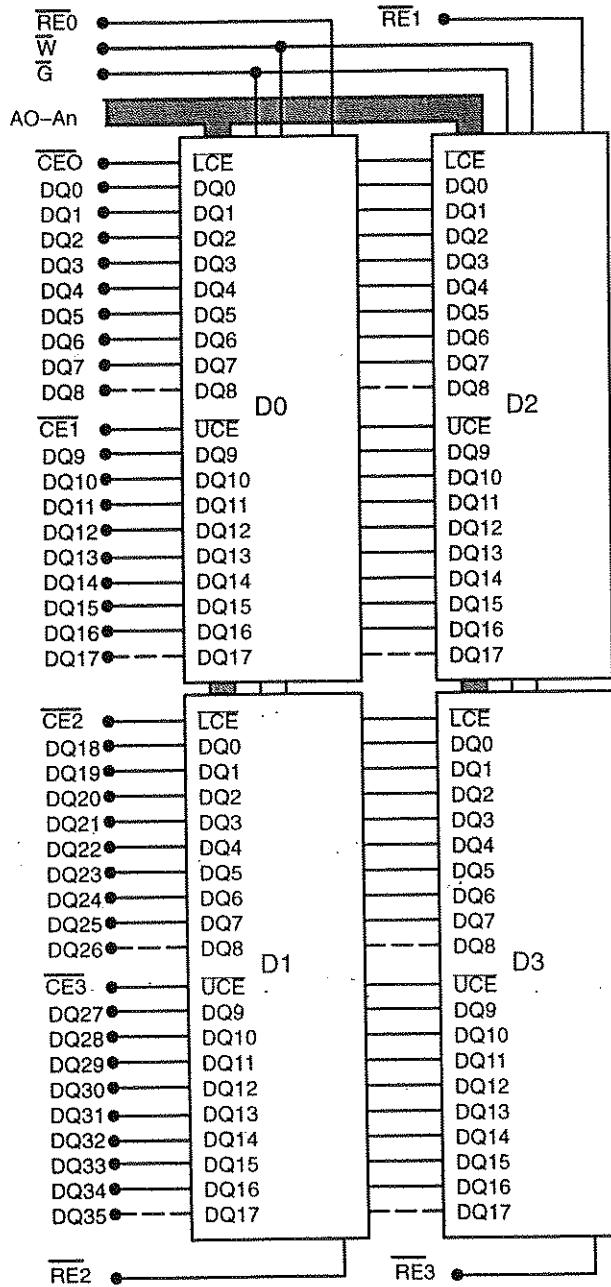 RE0
RE1
W
G
AO–An
CEO LCE LCE
DQ0 DQ0 DQ0
DQ1 DQ1 DQ1
DQ2 DQ2 DQ2
DQ3 DQ3 DQ3
DQ4 DQ4 DQ4
DQ5 DQ5 DQ5
DQ6 DQ6 DQ6
DQ7 DQ7 DQ7
DQ8 DQ8 DQ8
D0 D2
CE1 UCE UCE
DQ9 DQ9 DQ9
DQ10 DQ10 DQ10
DQ11 DQ11 DQ11
DQ12 DQ12 DQ12
DQ13 DQ13 DQ13
DQ14 DQ14 DQ14
DQ15 DQ15 DQ15
DQ16 DQ16 DQ16
DQ17 DQ17 DQ17
CE2 LCE LCE
DQ18 DQ0 DQ0
DQ19 DQ1 DQ1
DQ20 DQ2 DQ2
DQ21 DQ3 DQ3
DQ22 DQ4 DQ4
DQ23 DQ5 DQ5
DQ24 DQ6 DQ6
DQ25 DQ7 DQ7
DQ26 DQ8 DQ8
D1 D3
CE3 UCE UCE
DQ27 DQ9 DQ9
DQ28 DQ10 DQ10
DQ29 DQ11 DQ11
DQ30 DQ12 DQ12
DQ31 DQ13 DQ13
DQ32 DQ14 DQ14
DQ33 DQ15 DQ15
DQ34 DQ16 DQ16
DQ35 DQ17 DQ17
RE2 RE3